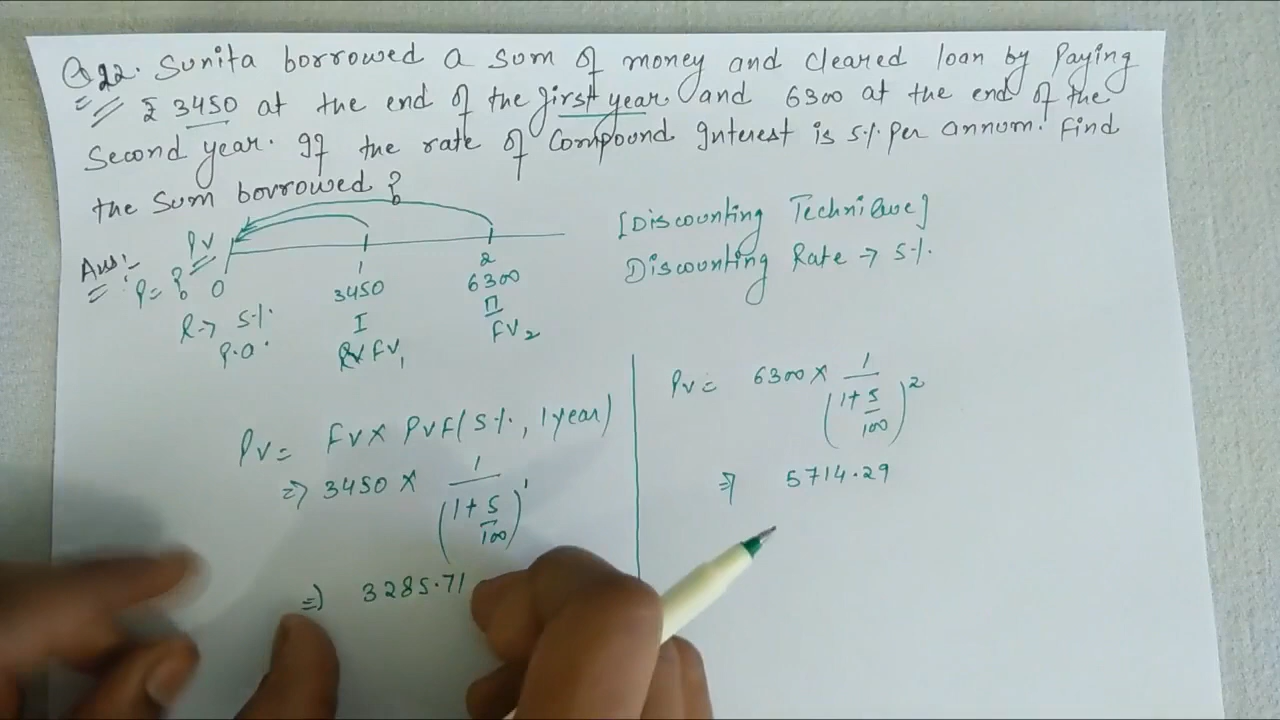 Q22. Sunita borrowed a sum of money and cleared loan by Paying
₹ 3450 at the end of the first year and 6300 at the end of the
Second year. If the rate of Compound Interest is 5% per annum. Find
the sum borrowed?
Ans:-
PV
P = ?
0
1
2
3450
6300
I
II
FV1
FV2
R → 5%
P.a.
[Discounting Technique]
Discounting Rate → 5%.
PV = FV × PVF (5%, 1 year)
⇒ 3450 × 1/(1+5/100)^1
⇒ 3285.71
PV = 6300 × 1/(1+5/100)^2
⇒ 5714.29